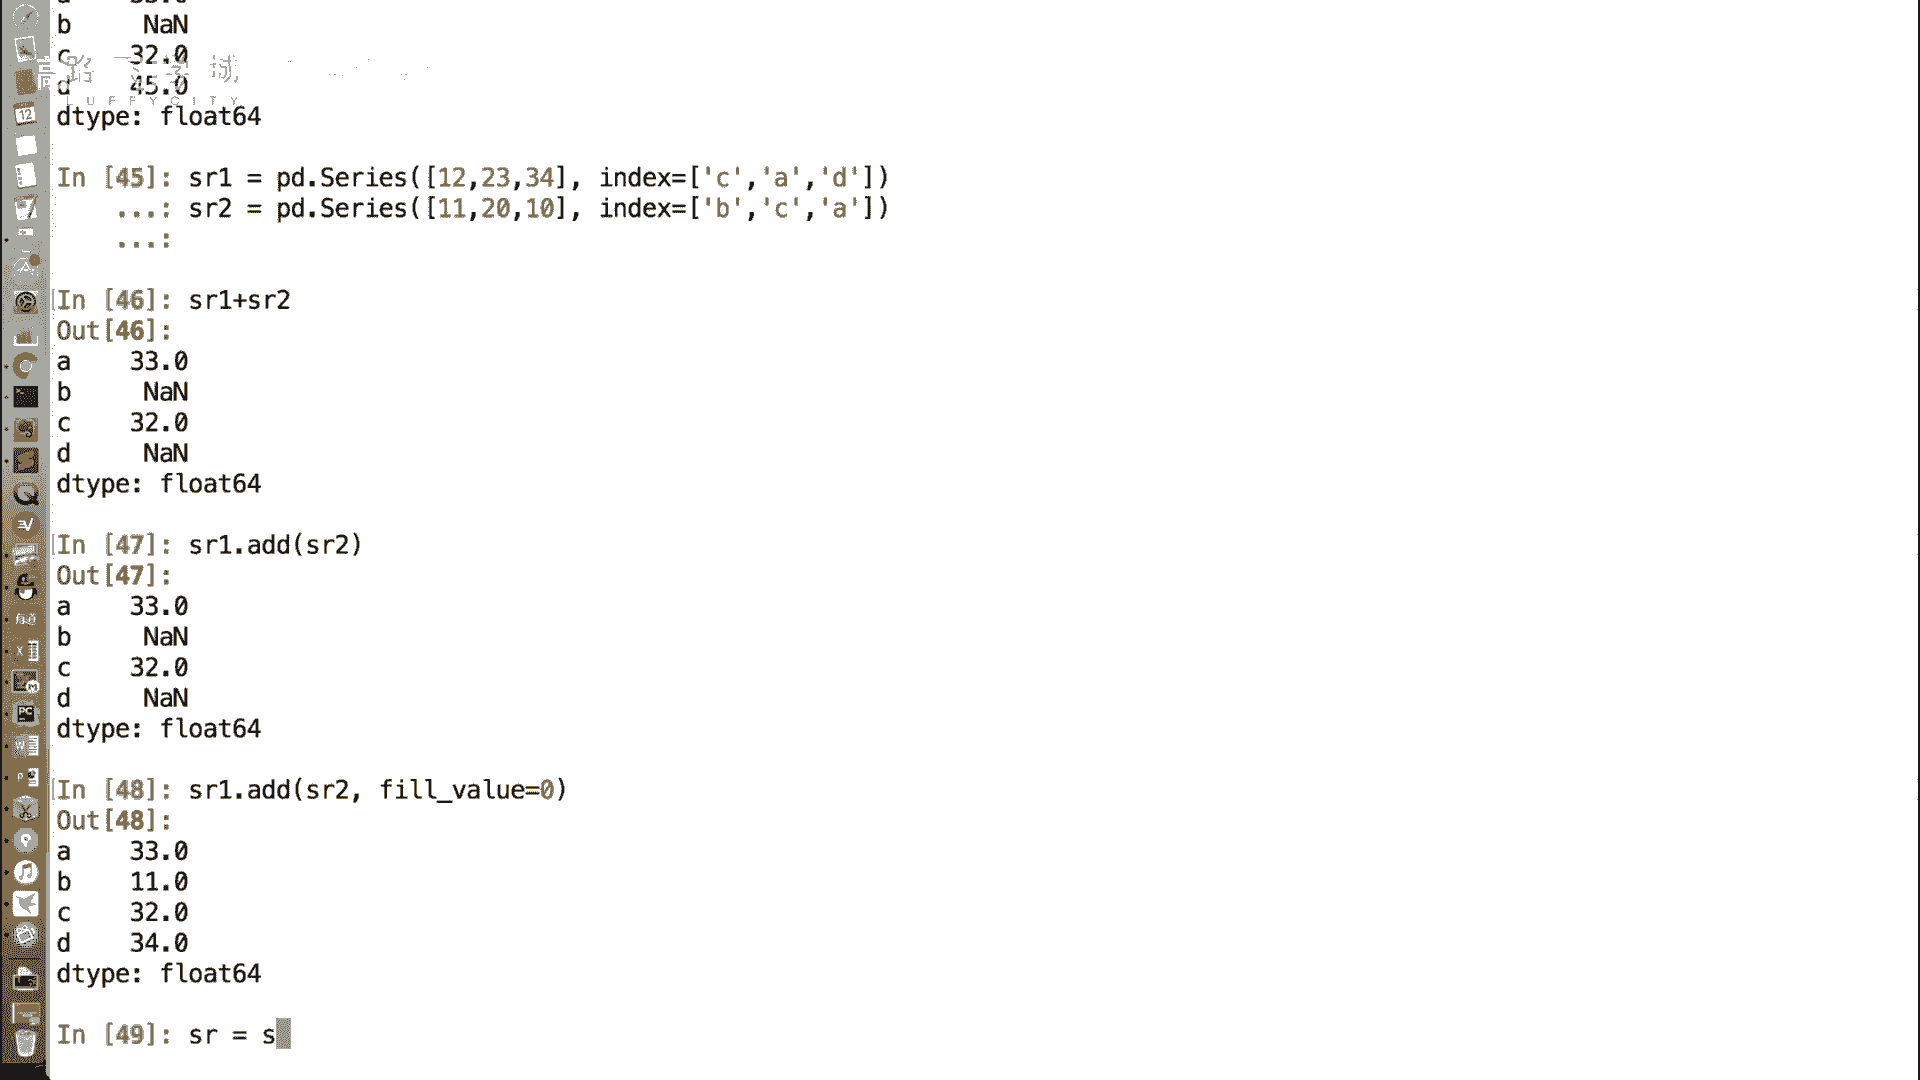 b     NaN
c    32.0
d    45.0
LUFFYCITY
dtype: float64
In [45]: sr1 = pd.Series([12,23,34], index=['c','a','d'])
...: sr2 = pd.Series([11,20,10], index=['b','c','a'])
...:
In [46]: sr1+sr2
Out[46]:
a    33.0
b     NaN
c    32.0
d     NaN
dtype: float64
In [47]: sr1.add(sr2)
Out[47]:
a    33.0
b     NaN
c    32.0
d     NaN
dtype: float64
In [48]: sr1.add(sr2, fill_value=0)
Out[48]:
a    33.0
b    11.0
c    32.0
d    34.0
dtype: float64
In [49]: sr = s